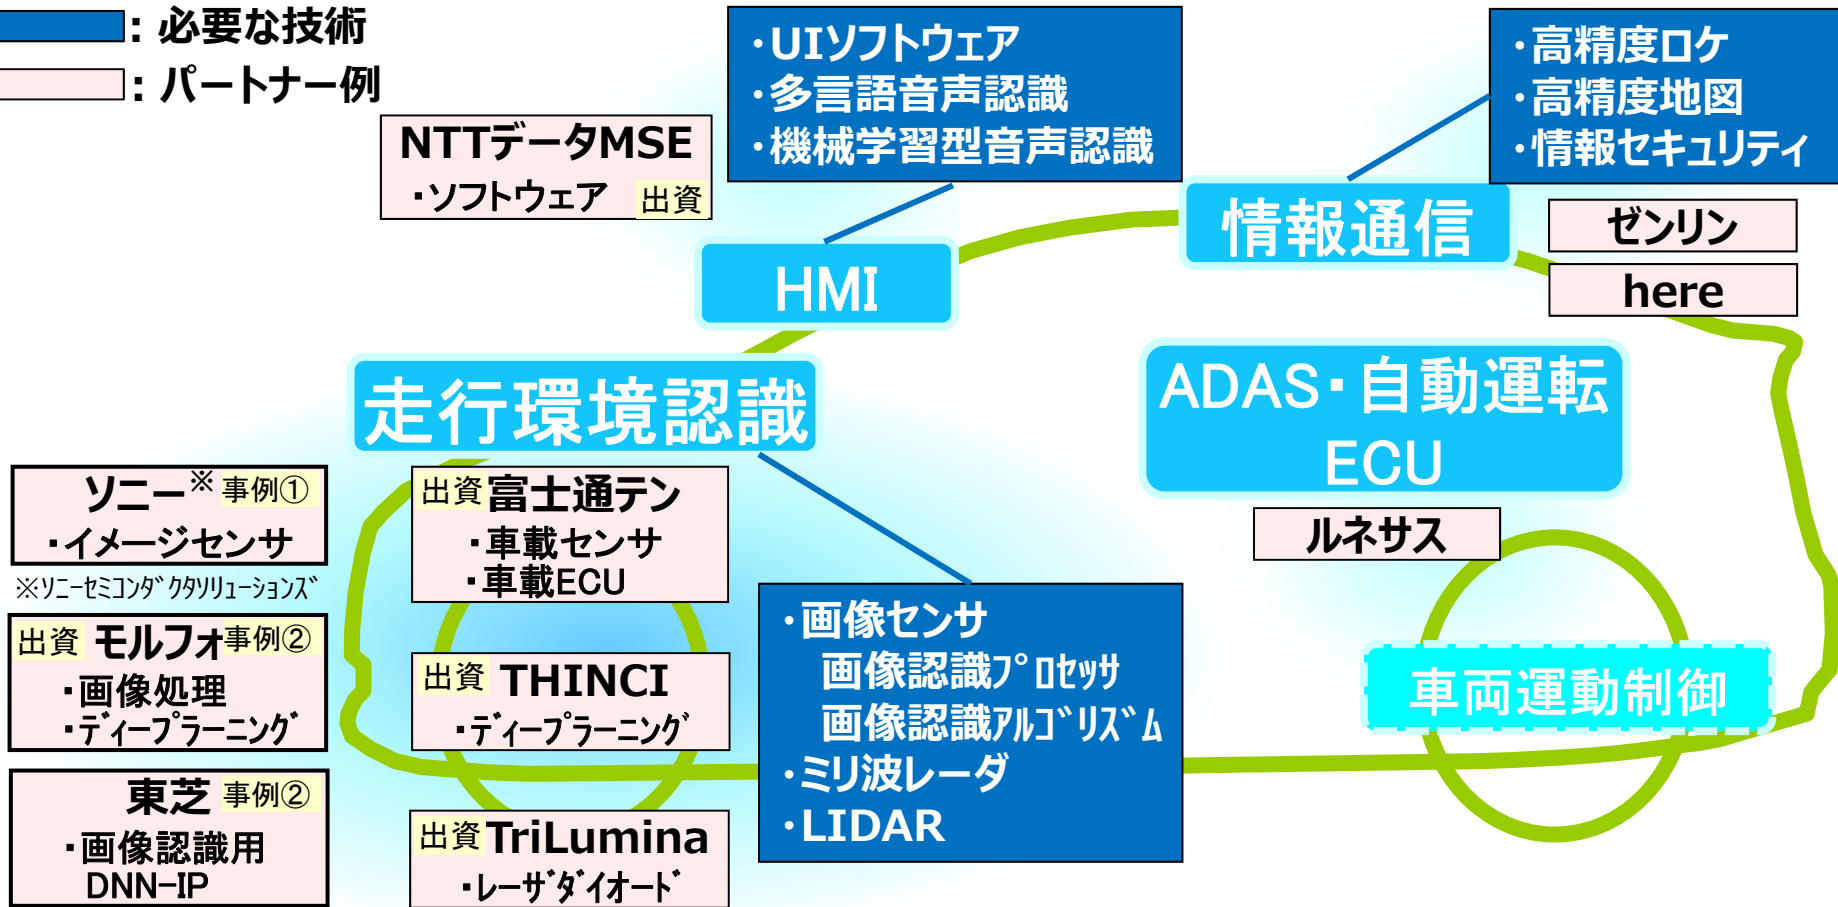 ：必要な技術
：パートナー例
NTTデータMSE
・ソフトウェア 出資
・UIソフトウェア
・多言語音声認識
・機械学習型音声認識
・高精度ロケ
・高精度地図
・情報セキュリティ
HMI
情報通信
ゼンリン
here
走行環境認識
ADAS・自動運転
ECU
ルネサス
車両運動制御
ソニー※ 事例①
・イメージセンサ
※ソニーセミコンダクタソリューションズ
出資 モルフォ 事例②
・画像処理
・ディープラーニング
東芝 事例②
・画像認識用
DNN-IP
出資 富士通テン
・車載センサ
・車載ECU
出資 THINCI
・ディープラーニング
出資 TriLumina
・レーザダイオード
・画像センサ
画像認識プロセッサ
画像認識アルゴリズム
・ミリ波レーダ
・LIDAR